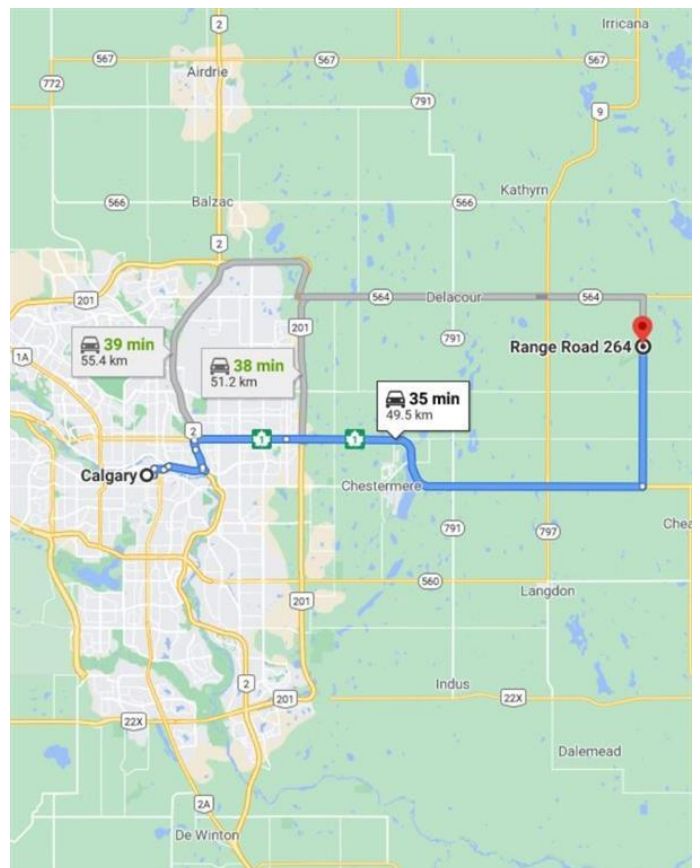 2
Irricana
567
567
567
772
Airdrie
791
9
Kathyrn
566
566
566
Balzac
2
201
564
Delacour
564
201
39 min
55.4 km
791
1A
38 min
51.2 km
Range Road 264
35 min
49.5 km
2
1
1
Calgary
Chestermere
791
797
Chea
560
Langdon
201
Indus
2
201
22X
22X
Dalemead
2A
De Winton